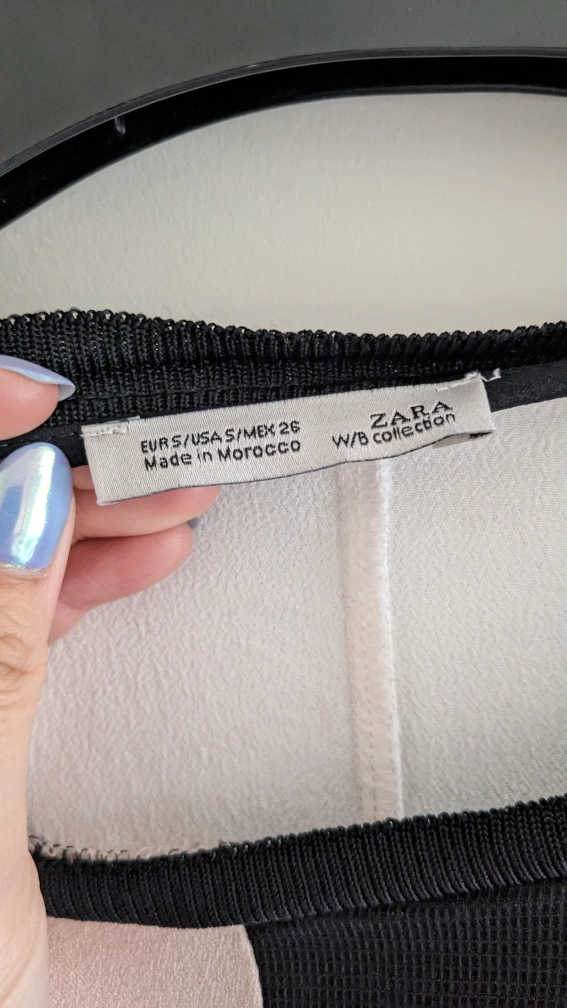 EUR S/USA S/MEX 26
Made in Morocco
ZARA
W/B collection